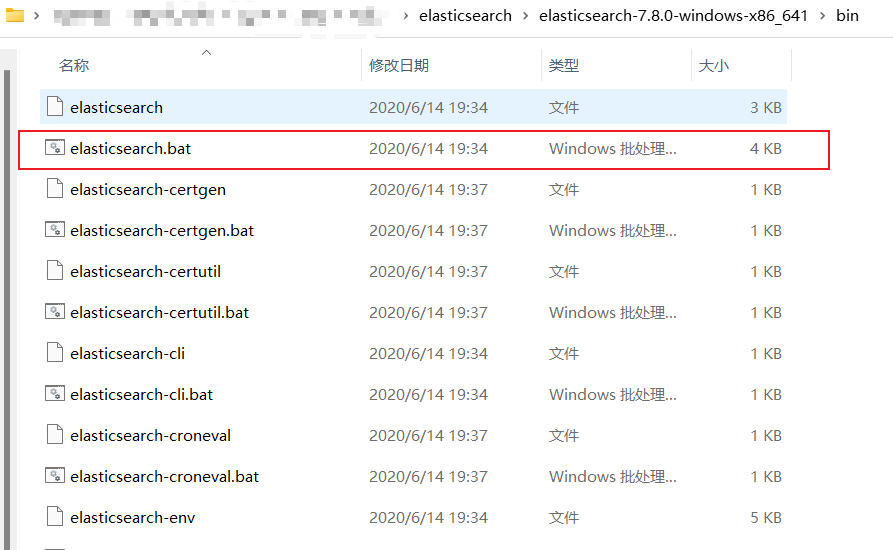 elasticsearch > elasticsearch-7.8.0-windows-x86_641 > bin
名称 修改日期 类型 大小
elasticsearch 2020/6/14 19:34 文件 3 KB
elasticsearch.bat 2020/6/14 19:34 Windows 批处理... 4 KB
elasticsearch-certgen 2020/6/14 19:37 文件 1 KB
elasticsearch-certgen.bat 2020/6/14 19:37 Windows 批处理... 1 KB
elasticsearch-certutil 2020/6/14 19:37 文件 1 KB
elasticsearch-certutil.bat 2020/6/14 19:37 Windows 批处理... 1 KB
elasticsearch-cli 2020/6/14 19:34 文件 1 KB
elasticsearch-cli.bat 2020/6/14 19:34 Windows 批处理... 1 KB
elasticsearch-croneval 2020/6/14 19:37 文件 1 KB
elasticsearch-croneval.bat 2020/6/14 19:37 Windows 批处理... 1 KB
elasticsearch-env 2020/6/14 19:34 文件 5 KB